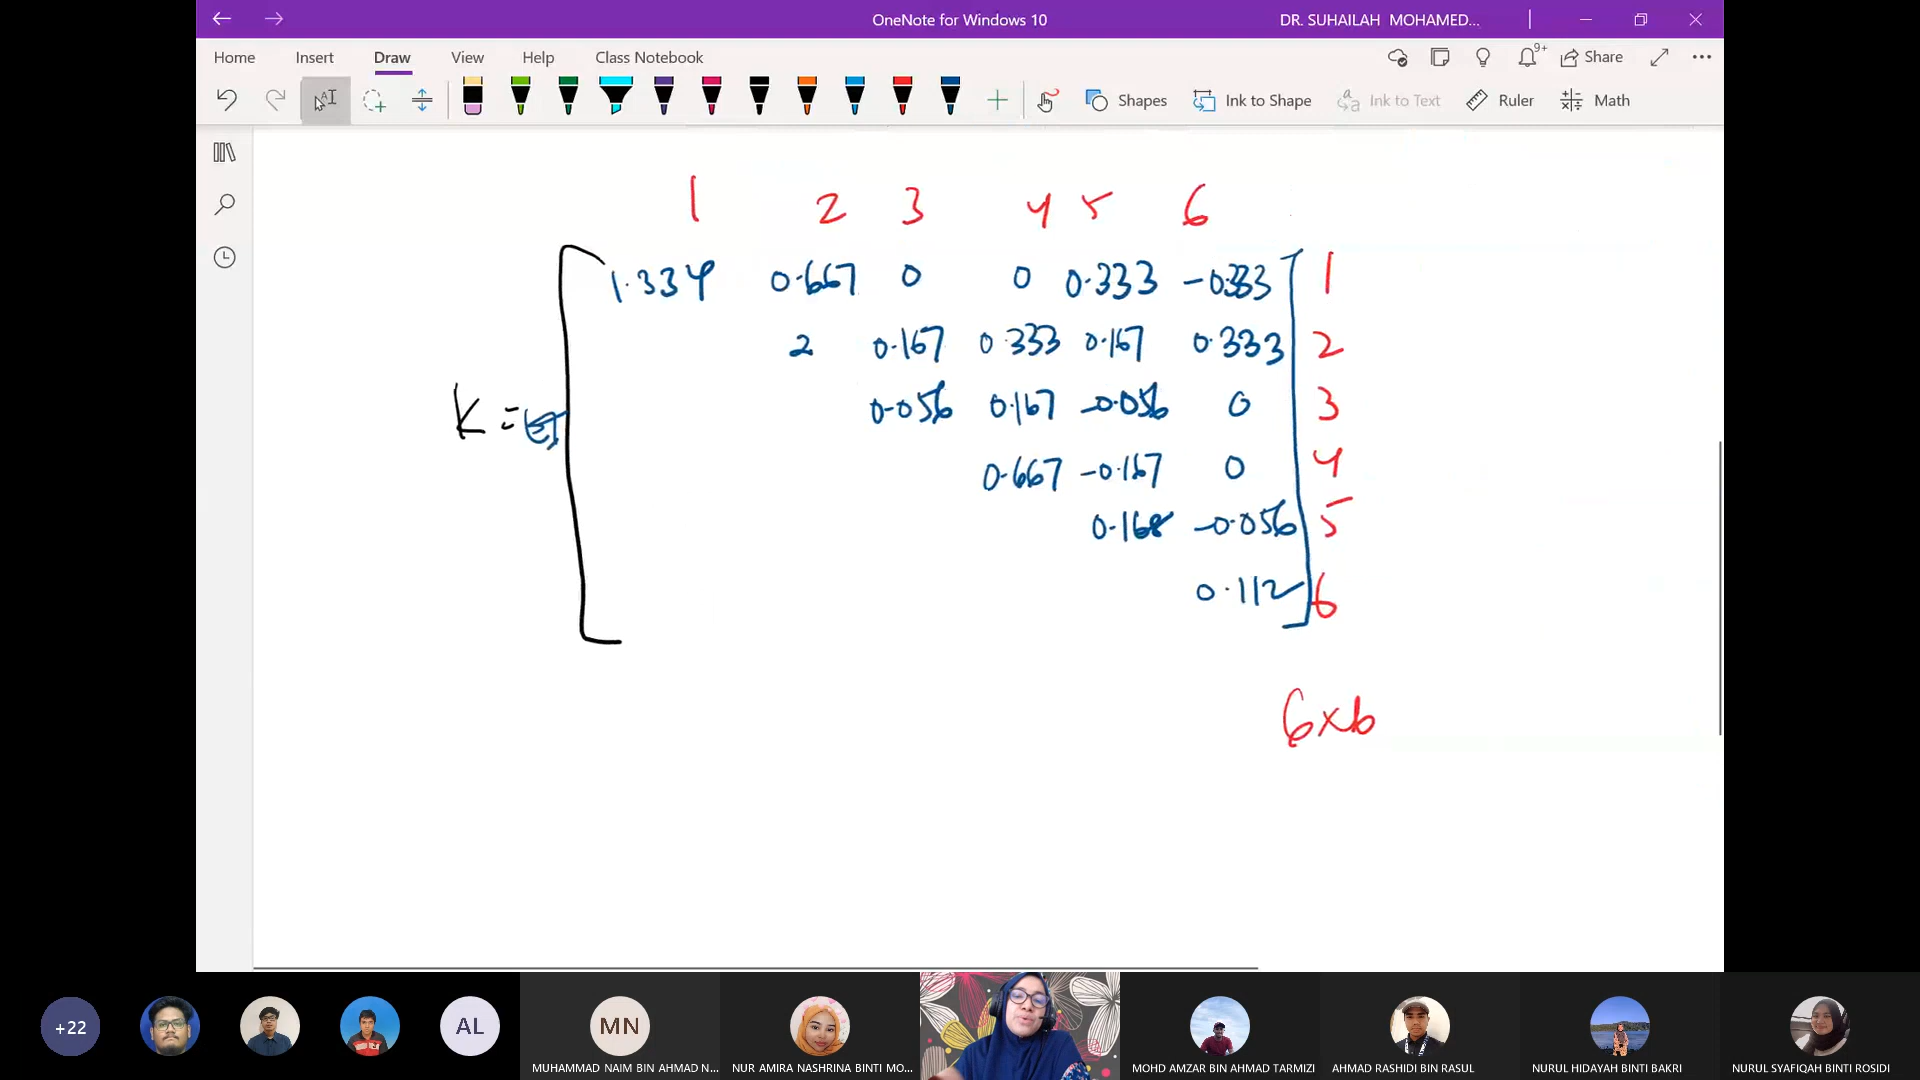 OneNote for Windows 10
DR. SUHAILAH MOHAMED...
Home Insert Draw View Help Class Notebook
9+ Share
Shapes Ink to Shape Ink to Text Ruler Math
1 2 3 4 5 6
1.334 0.667 0 0 0.333 -0.333 1
2 0.167 0.333 0.167 0.333 2
0.056 0.167 -0.056 0 3
K = EI
0.667 -0.167 0 4
0.168 -0.056 5
0.112 6
6x6
+22 AL MN
MUHAMMAD NAIM BIN AHMAD N... NUR AMIRA NASHRINA BINTI MO... MOHD AMZAR BIN AHMAD TARMIZI AHMAD RASHIDI BIN RASUL NURUL HIDAYAH BINTI BAKRI NURUL SYAFIQAH BINTI ROSIDI